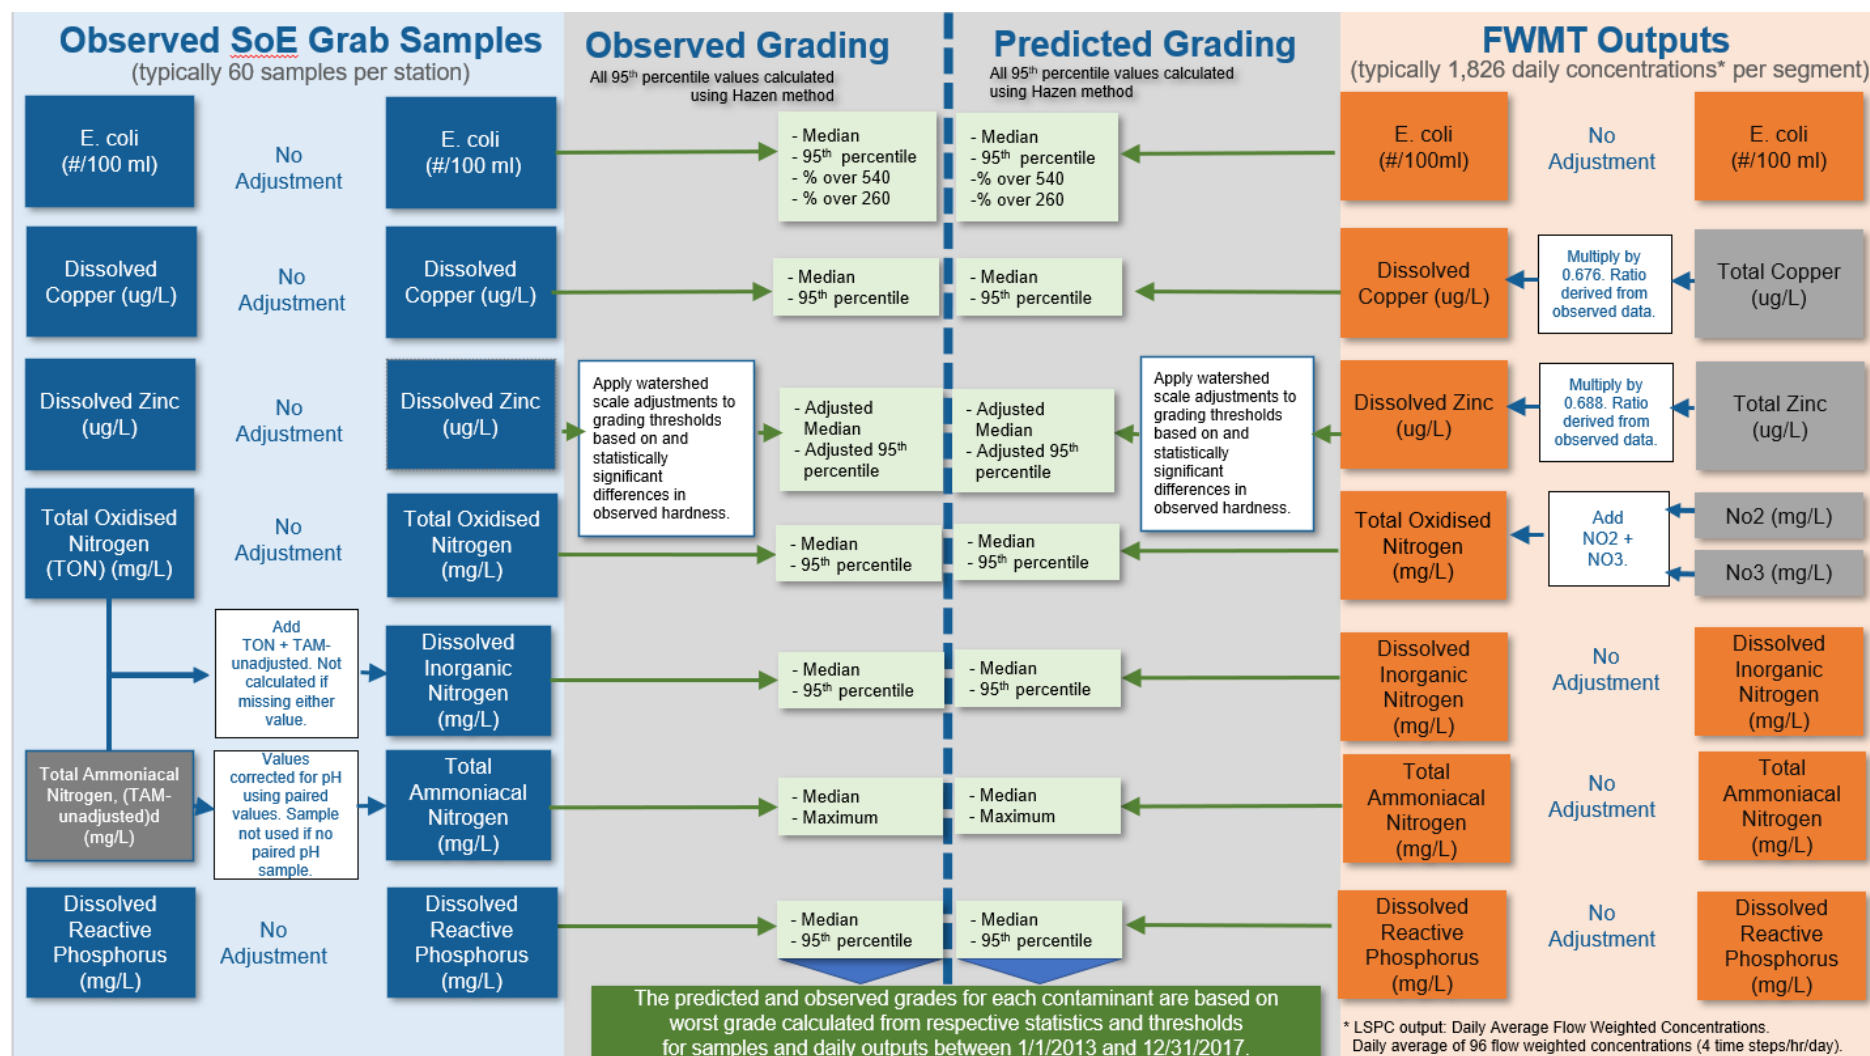 Observed SoE Grab Samples
(typically 60 samples per station)
Observed Grading
All 95th percentile values calculated
using Hazen method
Predicted Grading
All 95th percentile values calculated
using Hazen method
FWMT Outputs
(typically 1,826 daily concentrations* per segment)
E. coli
(#/100 ml)
No
Adjustment
E. coli
(#/100 ml)
- Median
- 95th percentile
- % over 540
- % over 260
- Median
- 95th percentile
-% over 540
-% over 260
E. coli
(#/100ml)
No
Adjustment
E. coli
(#/100 ml)
Dissolved
Copper (ug/L)
No
Adjustment
Dissolved
Copper (ug/L)
- Median
- 95th percentile
- Median
- 95th percentile
Dissolved
Copper (ug/L)
Multiply by
0.676. Ratio
derived from
observed data.
Total Copper
(ug/L)
Dissolved Zinc
(ug/L)
No
Adjustment
Dissolved Zinc
(ug/L)
Apply watershed
scale adjustments to
grading thresholds
based on and
statistically
significant
differences in
observed hardness.
- Adjusted
Median
- Adjusted 95th
percentile
- Adjusted
Median
- Adjusted 95th
percentile
Apply watershed
scale adjustments to
grading thresholds
based on and
statistically
significant
differences in
observed hardness.
Dissolved Zinc
(ug/L)
Multiply by
0.688. Ratio
derived from
observed data.
Total Zinc
(ug/L)
Total Oxidised
Nitrogen
(TON) (mg/L)
No
Adjustment
Total Oxidised
Nitrogen
(mg/L)
- Median
- 95th percentile
- Median
- 95th percentile
Total Oxidised
Nitrogen
(mg/L)
Add
NO2 +
NO3.
No2 (mg/L)
No3 (mg/L)
Add
TON + TAM-
unadjusted. Not
calculated if
missing either
value.
Dissolved
Inorganic
Nitrogen
(mg/L)
- Median
- 95th percentile
- Median
- 95th percentile
Dissolved
Inorganic
Nitrogen
(mg/L)
No
Adjustment
Dissolved
Inorganic
Nitrogen
(mg/L)
Total Ammoniacal
Nitrogen, (TAM-
unadjusted)d
(mg/L)
Values
corrected for pH
using paired
values. Sample
not used if no
paired pH
sample.
Total
Ammoniacal
Nitrogen
(mg/L)
- Median
- Maximum
- Median
- Maximum
Total
Ammoniacal
Nitrogen
(mg/L)
No
Adjustment
Total
Ammoniacal
Nitrogen
(mg/L)
Dissolved
Reactive
Phosphorus
(mg/L)
No
Adjustment
Dissolved
Reactive
Phosphorus
(mg/L)
- Median
- 95th percentile
- Median
- 95th percentile
Dissolved
Reactive
Phosphorus
(mg/L)
No
Adjustment
Dissolved
Reactive
Phosphorus
(mg/L)
The predicted and observed grades for each contaminant are based on
worst grade calculated from respective statistics and thresholds
for samples and daily outputs between 1/1/2013 and 12/31/2017.
* LSPC output: Daily Average Flow Weighted Concentrations.
Daily average of 96 flow weighted concentrations (4 time steps/hr/day).